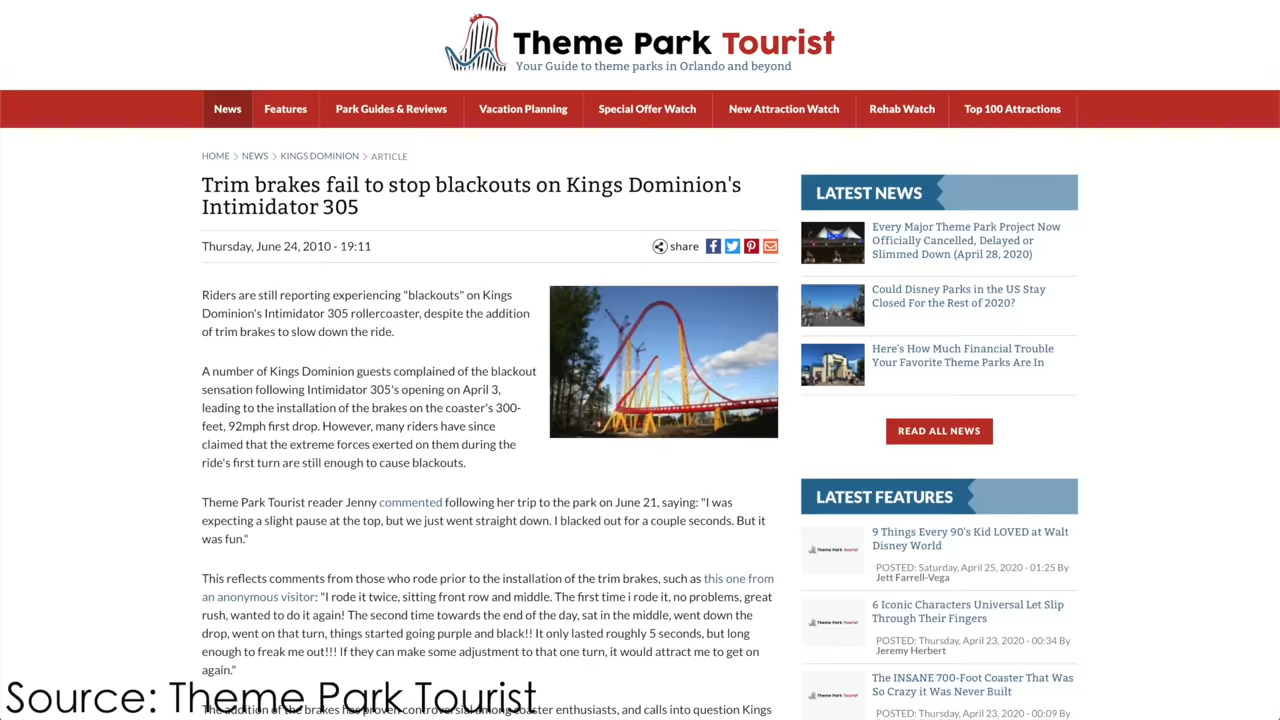 Theme Park Tourist
Your Guide to theme parks in Orlando and beyond
News Features Park Guides & Reviews Vacation Planning Special Offer Watch New Attraction Watch Rehab Watch Top 100 Attractions
HOME > NEWS > KINGS DOMINION > ARTICLE
Trim brakes fail to stop blackouts on Kings Dominion's
Intimidator 305
Thursday, June 24, 2010 - 19:11
share
Riders are still reporting experiencing "blackouts" on Kings
Dominion's Intimidator 305 rollercoaster, despite the addition
of trim brakes to slow down the ride.
A number of Kings Dominion guests complained of the blackout
sensation following Intimidator 305's opening on April 3,
leading to the installation of the brakes on the coaster's 300-
feet, 92mph first drop. However, many riders have since
claimed that the extreme forces exerted on them during the
ride's first turn are still enough to cause blackouts.
Theme Park Tourist reader Jenny commented following her trip to the park on June 21, saying: "I was
expecting a slight pause at the top, but we just went straight down. I blacked out for a couple seconds. But it
was fun."
This reflects comments from those who rode prior to the installation of the trim brakes, such as this one from
an anonymous visitor: "I rode it twice, sitting front row and middle. The first time i rode it, no problems, great
rush, wanted to do it again! The second time towards the end of the day, sat in the middle, went down the
drop, went on that turn, things started going purple and black!! It only lasted roughly 5 seconds, but long
enough to freak me out!!! If they can make some adjustment to that one turn, it would attract me to get on
again."
The addition of the brakes has proven controversial among coaster enthusiasts, and calls into question Kings
Source: Theme Park Tourist
LATEST NEWS
Every Major Theme Park Project Now
Officially Cancelled, Delayed or
Slimmed Down (April 28, 2020)
Could Disney Parks in the US Stay
Closed For the Rest of 2020?
Here's How Much Financial Trouble
Your Favorite Theme Parks Are In
READ ALL NEWS
LATEST FEATURES
Theme Park Tourist
9 Things Every 90's Kid LOVED at Walt
Disney World
POSTED: Saturday, April 25, 2020 - 01:25 By
Jett Farrell-Vega
Theme Park Tourist
6 Iconic Characters Universal Let Slip
Through Their Fingers
POSTED: Thursday, April 23, 2020 - 00:34 By
Jeremy Herbert
Theme Park Tourist
The INSANE 700-Foot Coaster That Was
So Crazy it Was Never Built
POSTED: Thursday, April 23, 2020 - 00:09 By